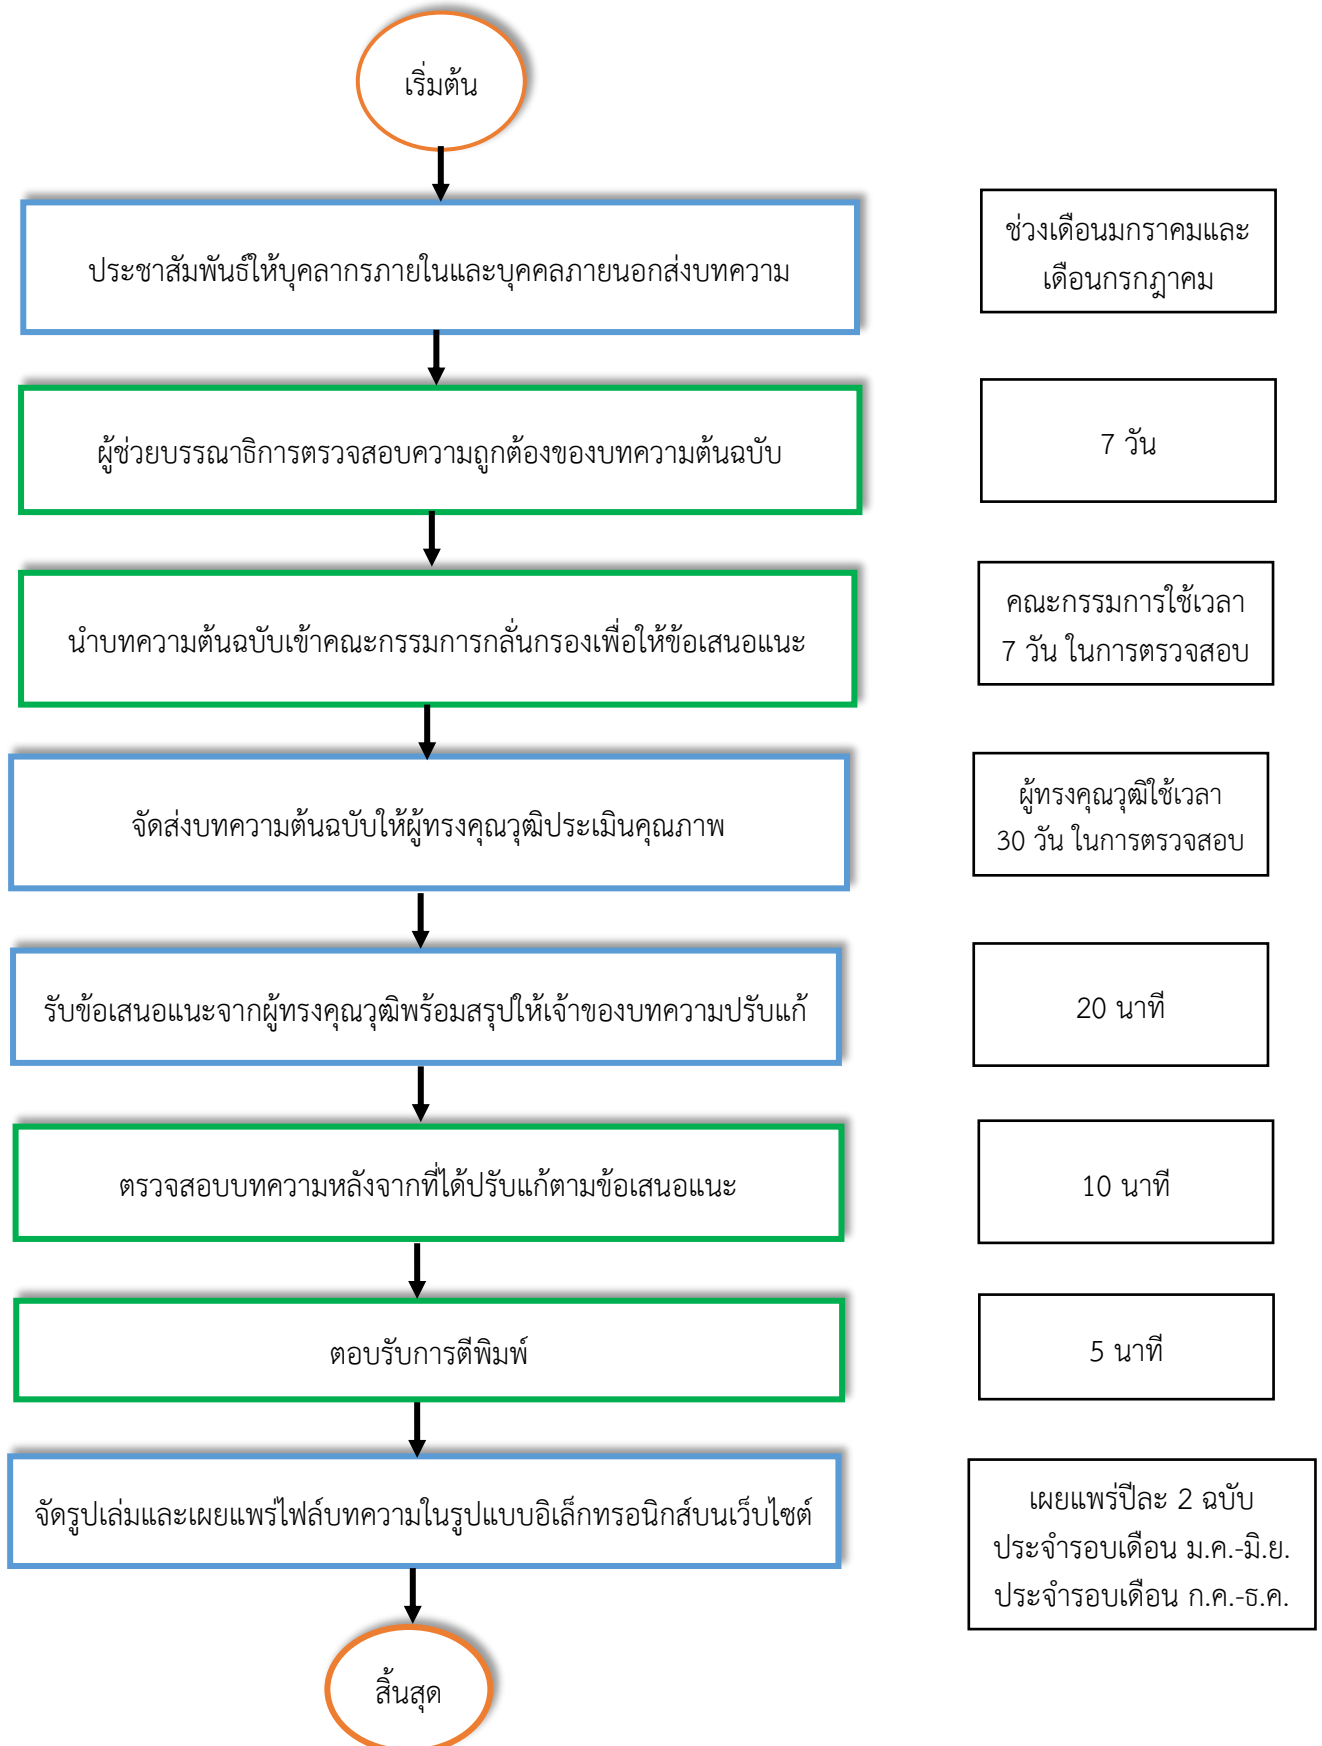 เริ่มต้น
ประชาสัมพันธ์ให้บุคลากรภายในและบุคคลภายนอกส่งบทความ
ช่วงเดือนมกราคมและ
เดือนกรกฎาคม
ผู้ช่วยบรรณาธิการตรวจสอบความถูกต้องของบทความต้นฉบับ
7 วัน
นำบทความต้นฉบับเข้าคณะกรรมการกลั่นกรองเพื่อให้ข้อเสนอแนะ
คณะกรรมการใช้เวลา
7 วัน ในการตรวจสอบ
จัดส่งบทความต้นฉบับให้ผู้ทรงคุณวุฒิประเมินคุณภาพ
ผู้ทรงคุณวุฒิใช้เวลา
30 วัน ในการตรวจสอบ
รับข้อเสนอแนะจากผู้ทรงคุณวุฒิพร้อมสรุปให้เจ้าของบทความปรับแก้
20 นาที
ตรวจสอบบทความหลังจากที่ได้ปรับแก้ตามข้อเสนอแนะ
10 นาที
ตอบรับการตีพิมพ์
5 นาที
จัดรูปเล่มและเผยแพร่ไฟล์บทความในรูปแบบอิเล็กทรอนิกส์บนเว็บไซต์
เผยแพร่ปีละ 2 ฉบับ
ประจำรอบเดือน ม.ค.-มิ.ย.
ประจำรอบเดือน ก.ค.-ธ.ค.
สิ้นสุด